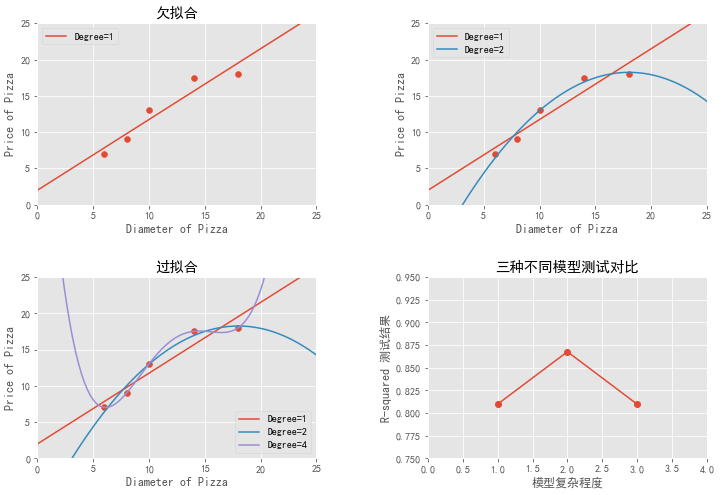 欠拟合
Degree=1
Price of Pizza
25
20
15
10
5
0
0 5 10 15 20 25
Diameter of Pizza
Degree=1
Degree=2
Price of Pizza
25
20
15
10
5
0
0 5 10 15 20 25
Diameter of Pizza
过拟合
Price of Pizza
25
20
15
10
5
0
Degree=1
Degree=2
Degree=4
0 5 10 15 20 25
Diameter of Pizza
三种不同模型测试对比
R-squared 测试结果
0.950
0.925
0.900
0.875
0.850
0.825
0.800
0.775
0.750
0.0 0.5 1.0 1.5 2.0 2.5 3.0 3.5 4.0
模型复杂程度